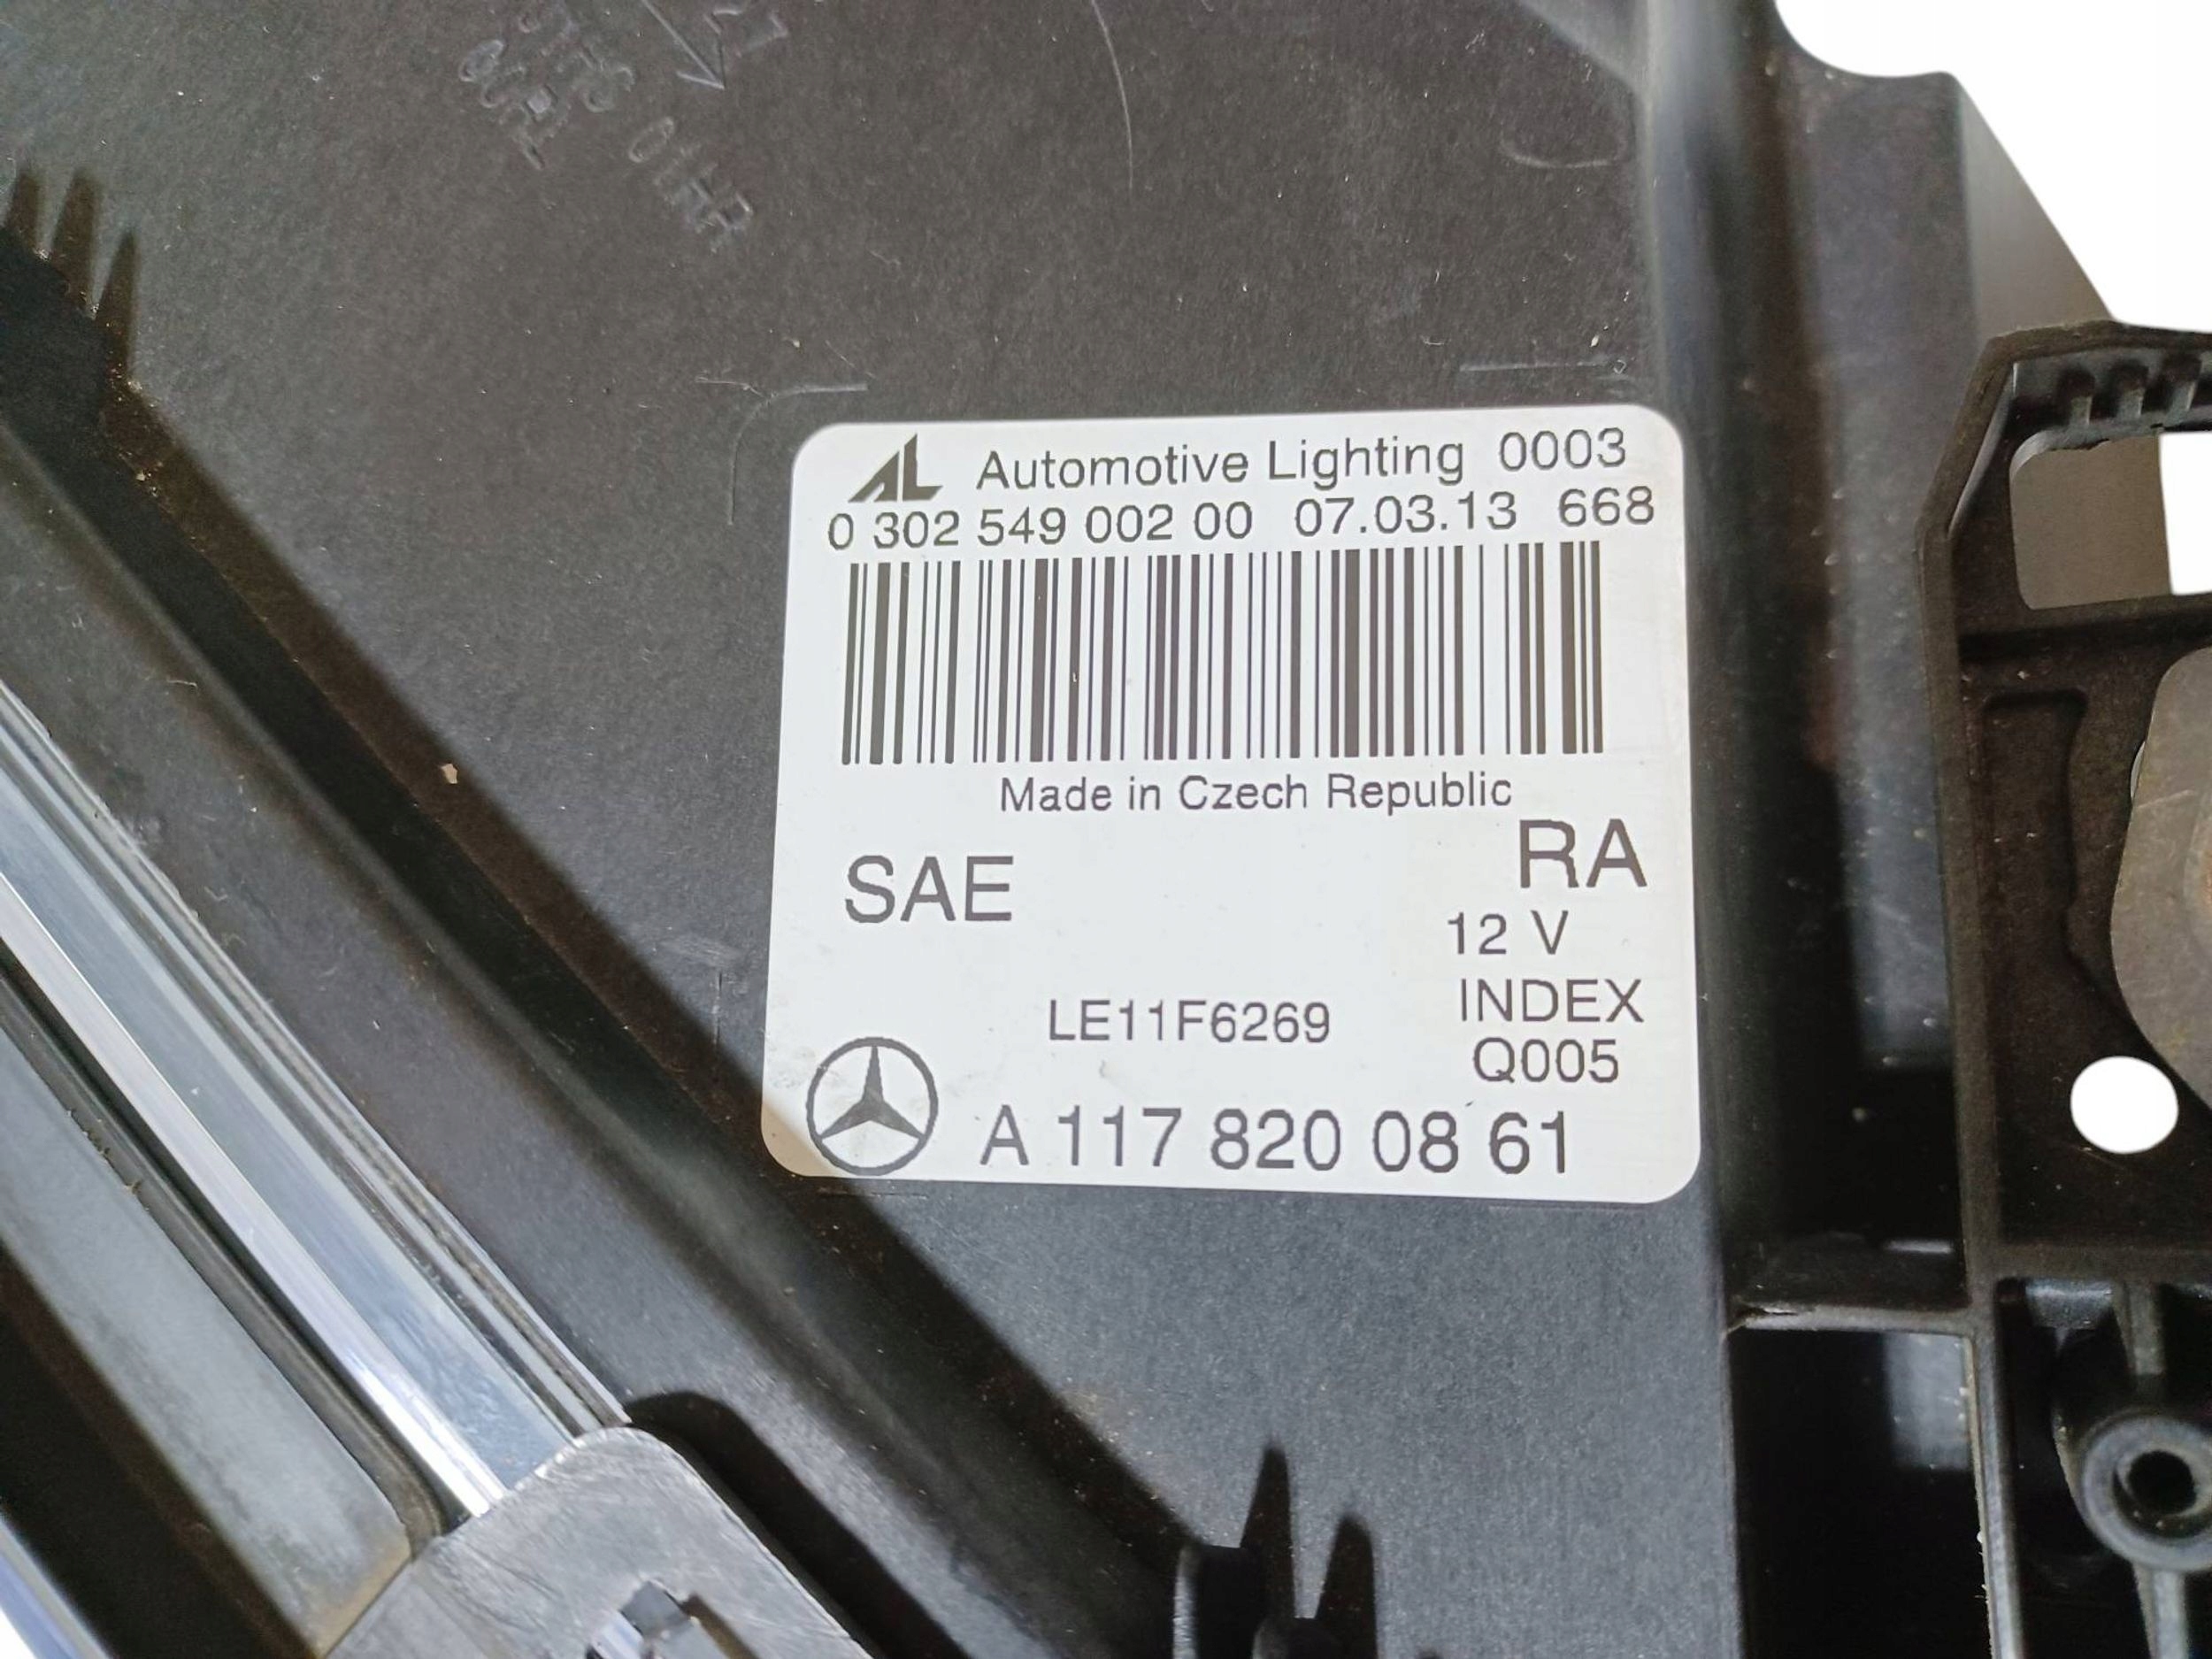 AL Automotive Lighting 0003
0 302 549 002 00 07.03.13 668
Made in Czech Republic
SAE
RA
12 V
LE11F6269
INDEX
Q005
A 117 820 08 61